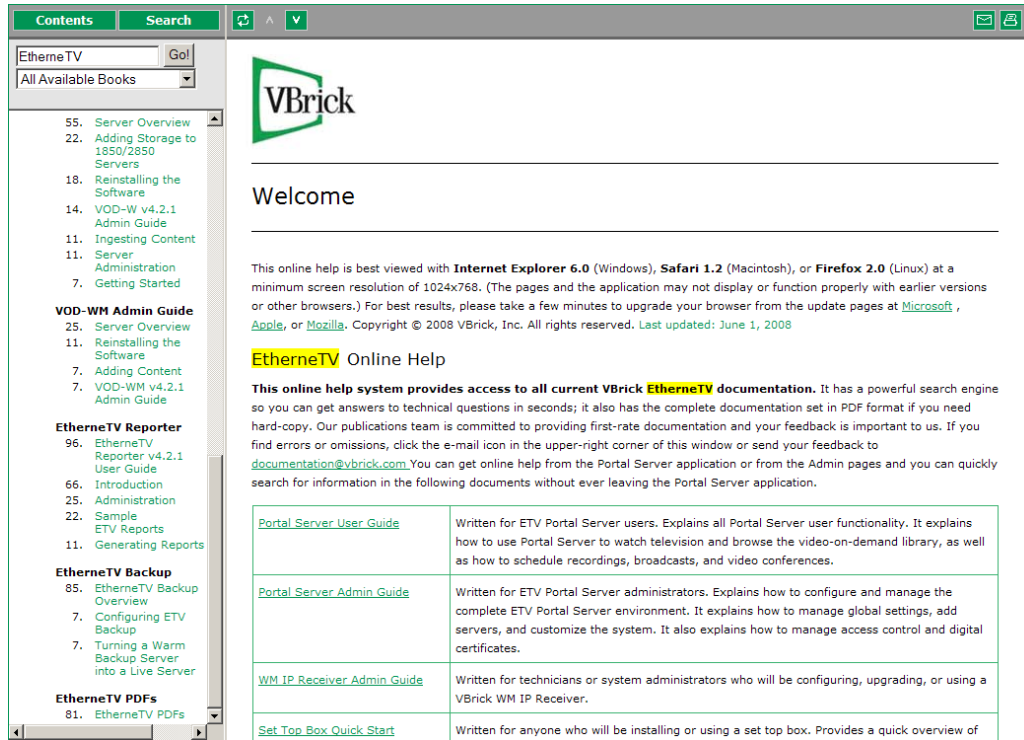 Contents
Search
EtherneTV
Go!
All Available Books
55. Server Overview
22. Adding Storage to
1850/2850
Servers
18. Reinstalling the
Software
14. VOD-W v4.2.1
Admin Guide
11. Ingesting Content
11. Server
Administration
7. Getting Started
VOD-WM Admin Guide
25. Server Overview
11. Reinstalling the
Software
7. Adding Content
7. VOD-WM v4.2.1
Admin Guide
EtherneTV Reporter
96. EtherneTV
Reporter v4.2.1
User Guide
66. Introduction
25. Administration
22. Sample
ETV Reports
11. Generating Reports
EtherneTV Backup
85. EtherneTV Backup
Overview
7. Configuring ETV
Backup
7. Turning a Warm
Backup Server
into a Live Server
EtherneTV PDFs
81. EtherneTV PDFs
VBrick
Welcome
This online help is best viewed with Internet Explorer 6.0 (Windows), Safari 1.2 (Macintosh), or Firefox 2.0 (Linux) at a
minimum screen resolution of 1024x768. (The pages and the application may not display or function properly with earlier versions
or other browsers.) For best results, please take a few minutes to upgrade your browser from the update pages at Microsoft ,
Apple, or Mozilla. Copyright © 2008 VBrick, Inc. All rights reserved. Last updated: June 1, 2008
EtherneTV Online Help
This online help system provides access to all current VBrick EtherneTV documentation. It has a powerful search engine
so you can get answers to technical questions in seconds; it also has the complete documentation set in PDF format if you need
hard-copy. Our publications team is committed to providing first-rate documentation and your feedback is important to us. If you
find errors or omissions, click the e-mail icon in the upper-right corner of this window or send your feedback to
documentation@vbrick.com You can get online help from the Portal Server application or from the Admin pages and you can quickly
search for information in the following documents without ever leaving the Portal Server application.
Portal Server User Guide
Written for ETV Portal Server users. Explains all Portal Server user functionality. It explains
how to use Portal Server to watch television and browse the video-on-demand library, as well
as how to schedule recordings, broadcasts, and video conferences.
Portal Server Admin Guide
Written for ETV Portal Server administrators. Explains how to configure and manage the
complete ETV Portal Server environment. It explains how to manage global settings, add
servers, and customize the system. It also explains how to manage access control and digital
certificates.
WM IP Receiver Admin Guide
Written for technicians or system administrators who will be configuring, upgrading, or using a
VBrick WM IP Receiver.
Set Top Box Quick Start
Written for anyone who will be installing or using a set top box. Provides a quick overview of